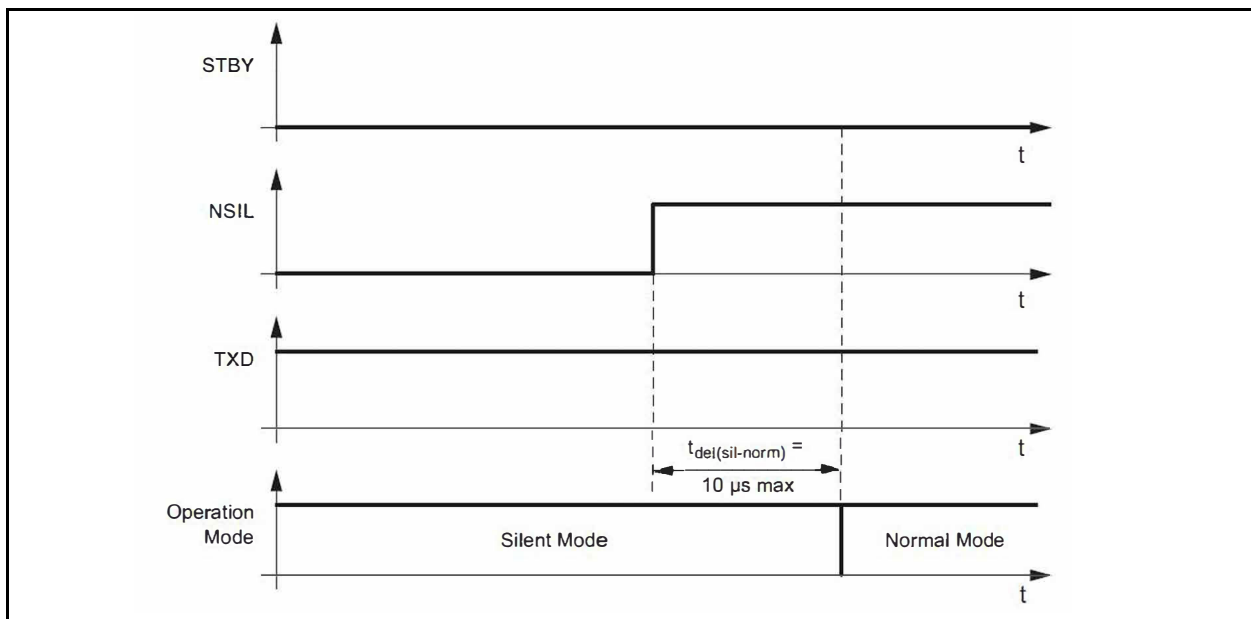 STBY
t
NSIL
t
TXD
t
tdel(sil-norm) =
10 µs max
Operation
Mode
Silent Mode
Normal Mode
t